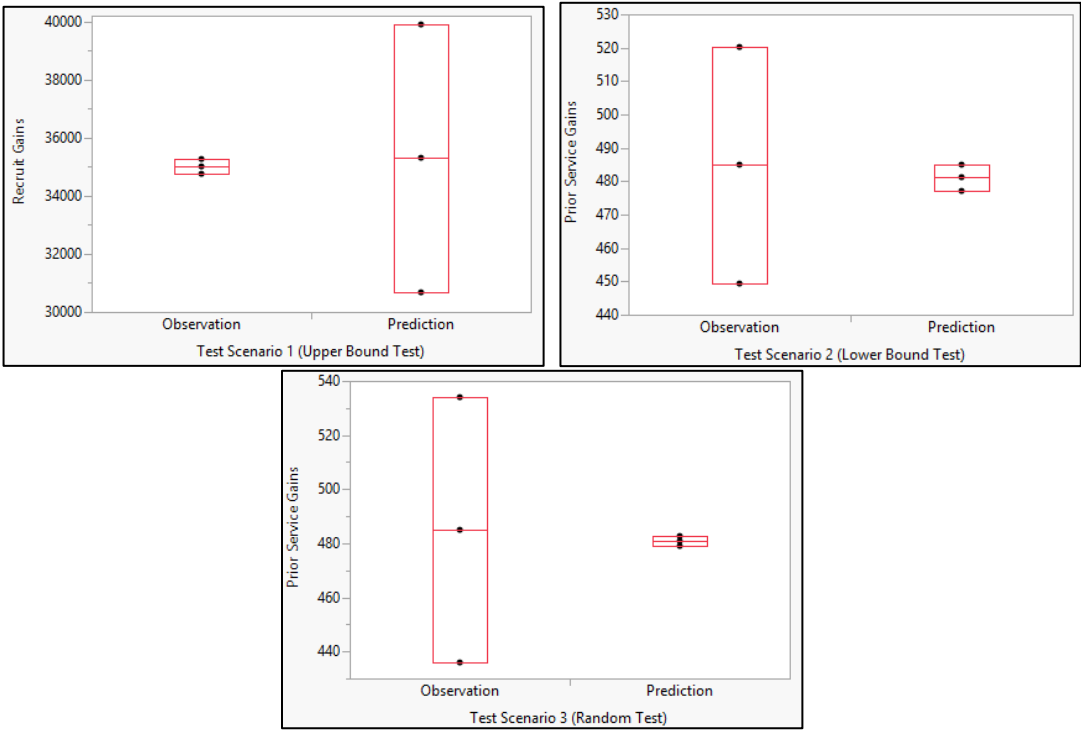 40000
38000
36000
34000
32000
30000
Recruit Gains
Observation
Prediction
Test Scenario 1 (Upper Bound Test)
530
520
510
500
490
480
470
460
450
440
Prior Service Gains
Observation
Prediction
Test Scenario 2 (Lower Bound Test)
540
520
500
480
460
440
Prior Service Gains
Observation
Prediction
Test Scenario 3 (Random Test)